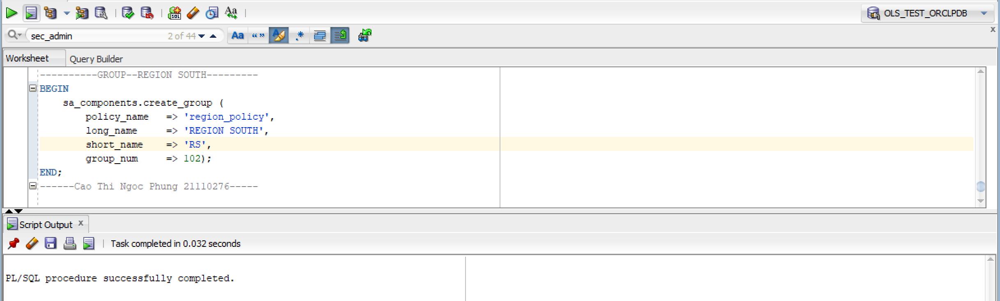 OLS_TEST_ORCLPDB
sec_admin 2 of 44 Aa “ ” .*
Worksheet Query Builder
----------GROUP--REGION SOUTH---------
BEGIN
    sa_components.create_group (
        policy_name   => 'region_policy',
        long_name     => 'REGION SOUTH',
        short_name    => 'RS',
        group_num     => 102);
END;
------Cao Thi Ngoc Phung 21110276-----
Script Output x
Task completed in 0.032 seconds
PL/SQL procedure successfully completed.